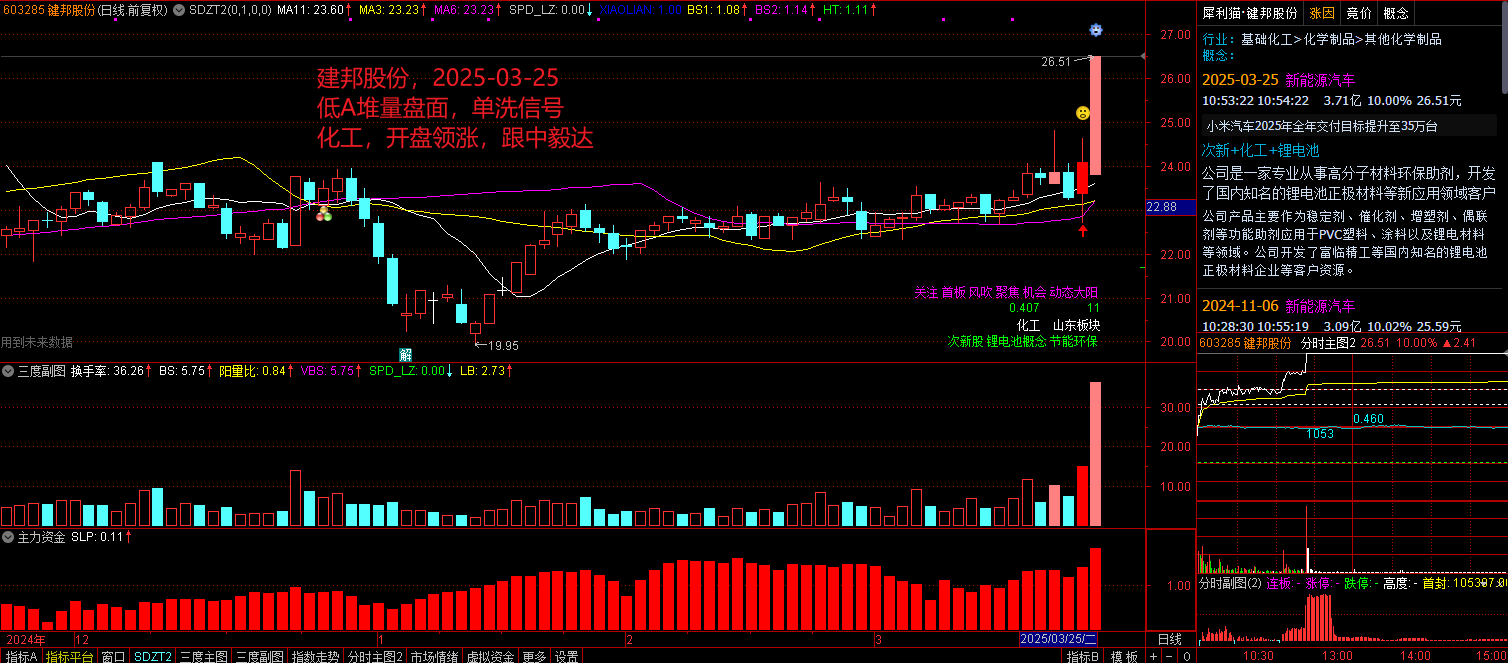 603285 键邦股份(日线.前复权) SDZT2(0,1,0,0) MA11: 23.60↑ MA3: 23.23↑ MA6: 23.23↑ SPD_LZ: 0.00↓ XIAOLIAN: 1.00 BS1: 1.08↑ BS2: 1.14↑ HT: 1.11↑
建邦股份，2025-03-25
低A堆量盘面，单洗信号
化工，开盘领涨，跟中毅达
26.51
27.00
26.00
25.00
24.00
22.88
22.00
21.00
20.00
关注 首板 风吹 聚焦 机会 动态大阳
0.407 11
化工 山东板块
次新股 锂电池概念 节能环保
用到未来数据
解
←19.95
三度副图 换手率: 36.26↑ BS: 5.75↑ 阳量比: 0.84↑ VBS: 5.75↑ SPD_LZ: 0.00↓ LB: 2.73↑
30.00
20.00
10.00
主力资金 SLP: 0.11↑
1.00
2024年 12 1 2 3 2025/03/25/二 日线
指标A 指标平台 窗口 SDZT2 三度主图 三度副图 指数走势 分时主图2 市场情绪 虚拟资金 更多 设置 指标B 模板 + - 0
犀利猫·键邦股份 涨因 竞价 概念
行业: 基础化工>化学制品>其他化学制品
概念:
2025-03-25 新能源汽车
10:53:22 10:54:22 3.71亿 10.00% 26.51元
小米汽车2025年全年交付目标提升至35万台
次新+化工+锂电池
公司是一家专业从事高分子材料环保助剂，开发
了国内知名的锂电池正极材料等新应用领域客户
公司产品主要作为稳定剂、催化剂、增塑剂、偶联
剂等功能助剂应用于PVC塑料、涂料以及锂电材料
等领域。公司开发了富临精工等国内知名的锂电池
正极材料企业等客户资源。
2024-11-06 新能源汽车
10:28:30 10:55:19 3.09亿 10.02% 25.59元
603285 键邦股份 分时主图2 26.51 10.00% ▲2.41
0.460
1053
分时副图(2) 连板: - 涨停: - 跌停: - 高度: - 首封:
10:30 13:00 14:00 15:00